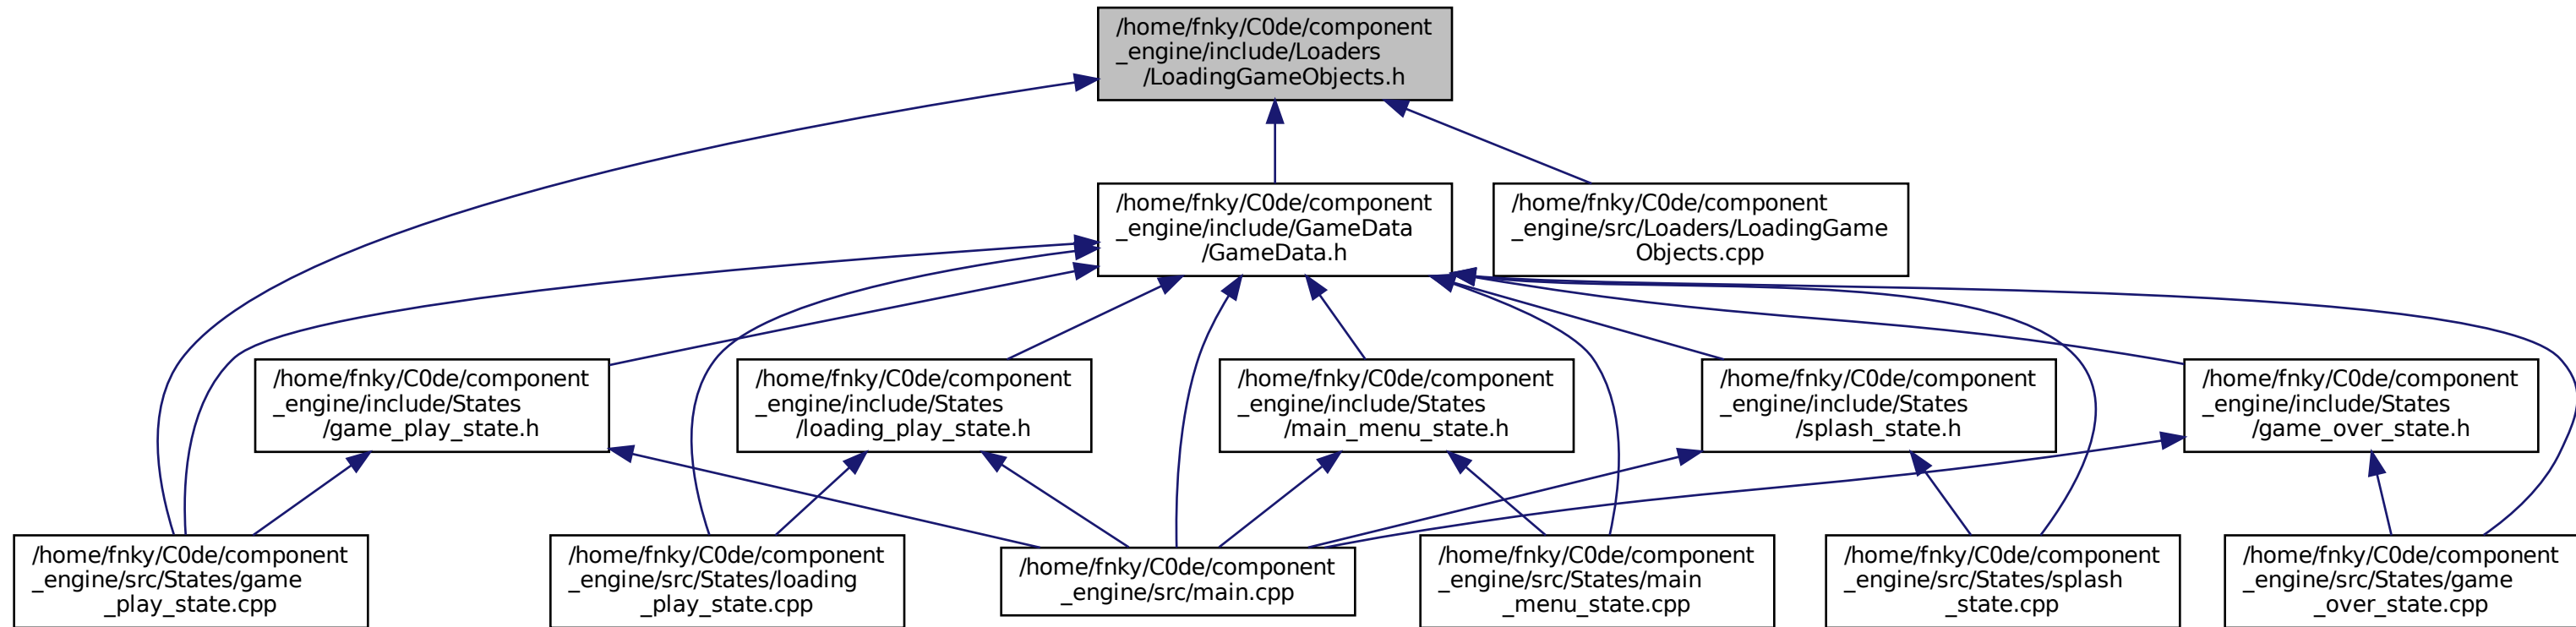 /home/fnky/C0de/component
_engine/include/Loaders
/LoadingGameObjects.h
/home/fnky/C0de/component
_engine/include/GameData
/GameData.h
/home/fnky/C0de/component
_engine/src/Loaders/LoadingGame
Objects.cpp
/home/fnky/C0de/component
_engine/include/States
/game_play_state.h
/home/fnky/C0de/component
_engine/include/States
/loading_play_state.h
/home/fnky/C0de/component
_engine/include/States
/main_menu_state.h
/home/fnky/C0de/component
_engine/include/States
/splash_state.h
/home/fnky/C0de/component
_engine/include/States
/game_over_state.h
/home/fnky/C0de/component
_engine/src/States/game
_play_state.cpp
/home/fnky/C0de/component
_engine/src/States/loading
_play_state.cpp
/home/fnky/C0de/component
_engine/src/main.cpp
/home/fnky/C0de/component
_engine/src/States/main
_menu_state.cpp
/home/fnky/C0de/component
_engine/src/States/splash
_state.cpp
/home/fnky/C0de/component
_engine/src/States/game
_over_state.cpp